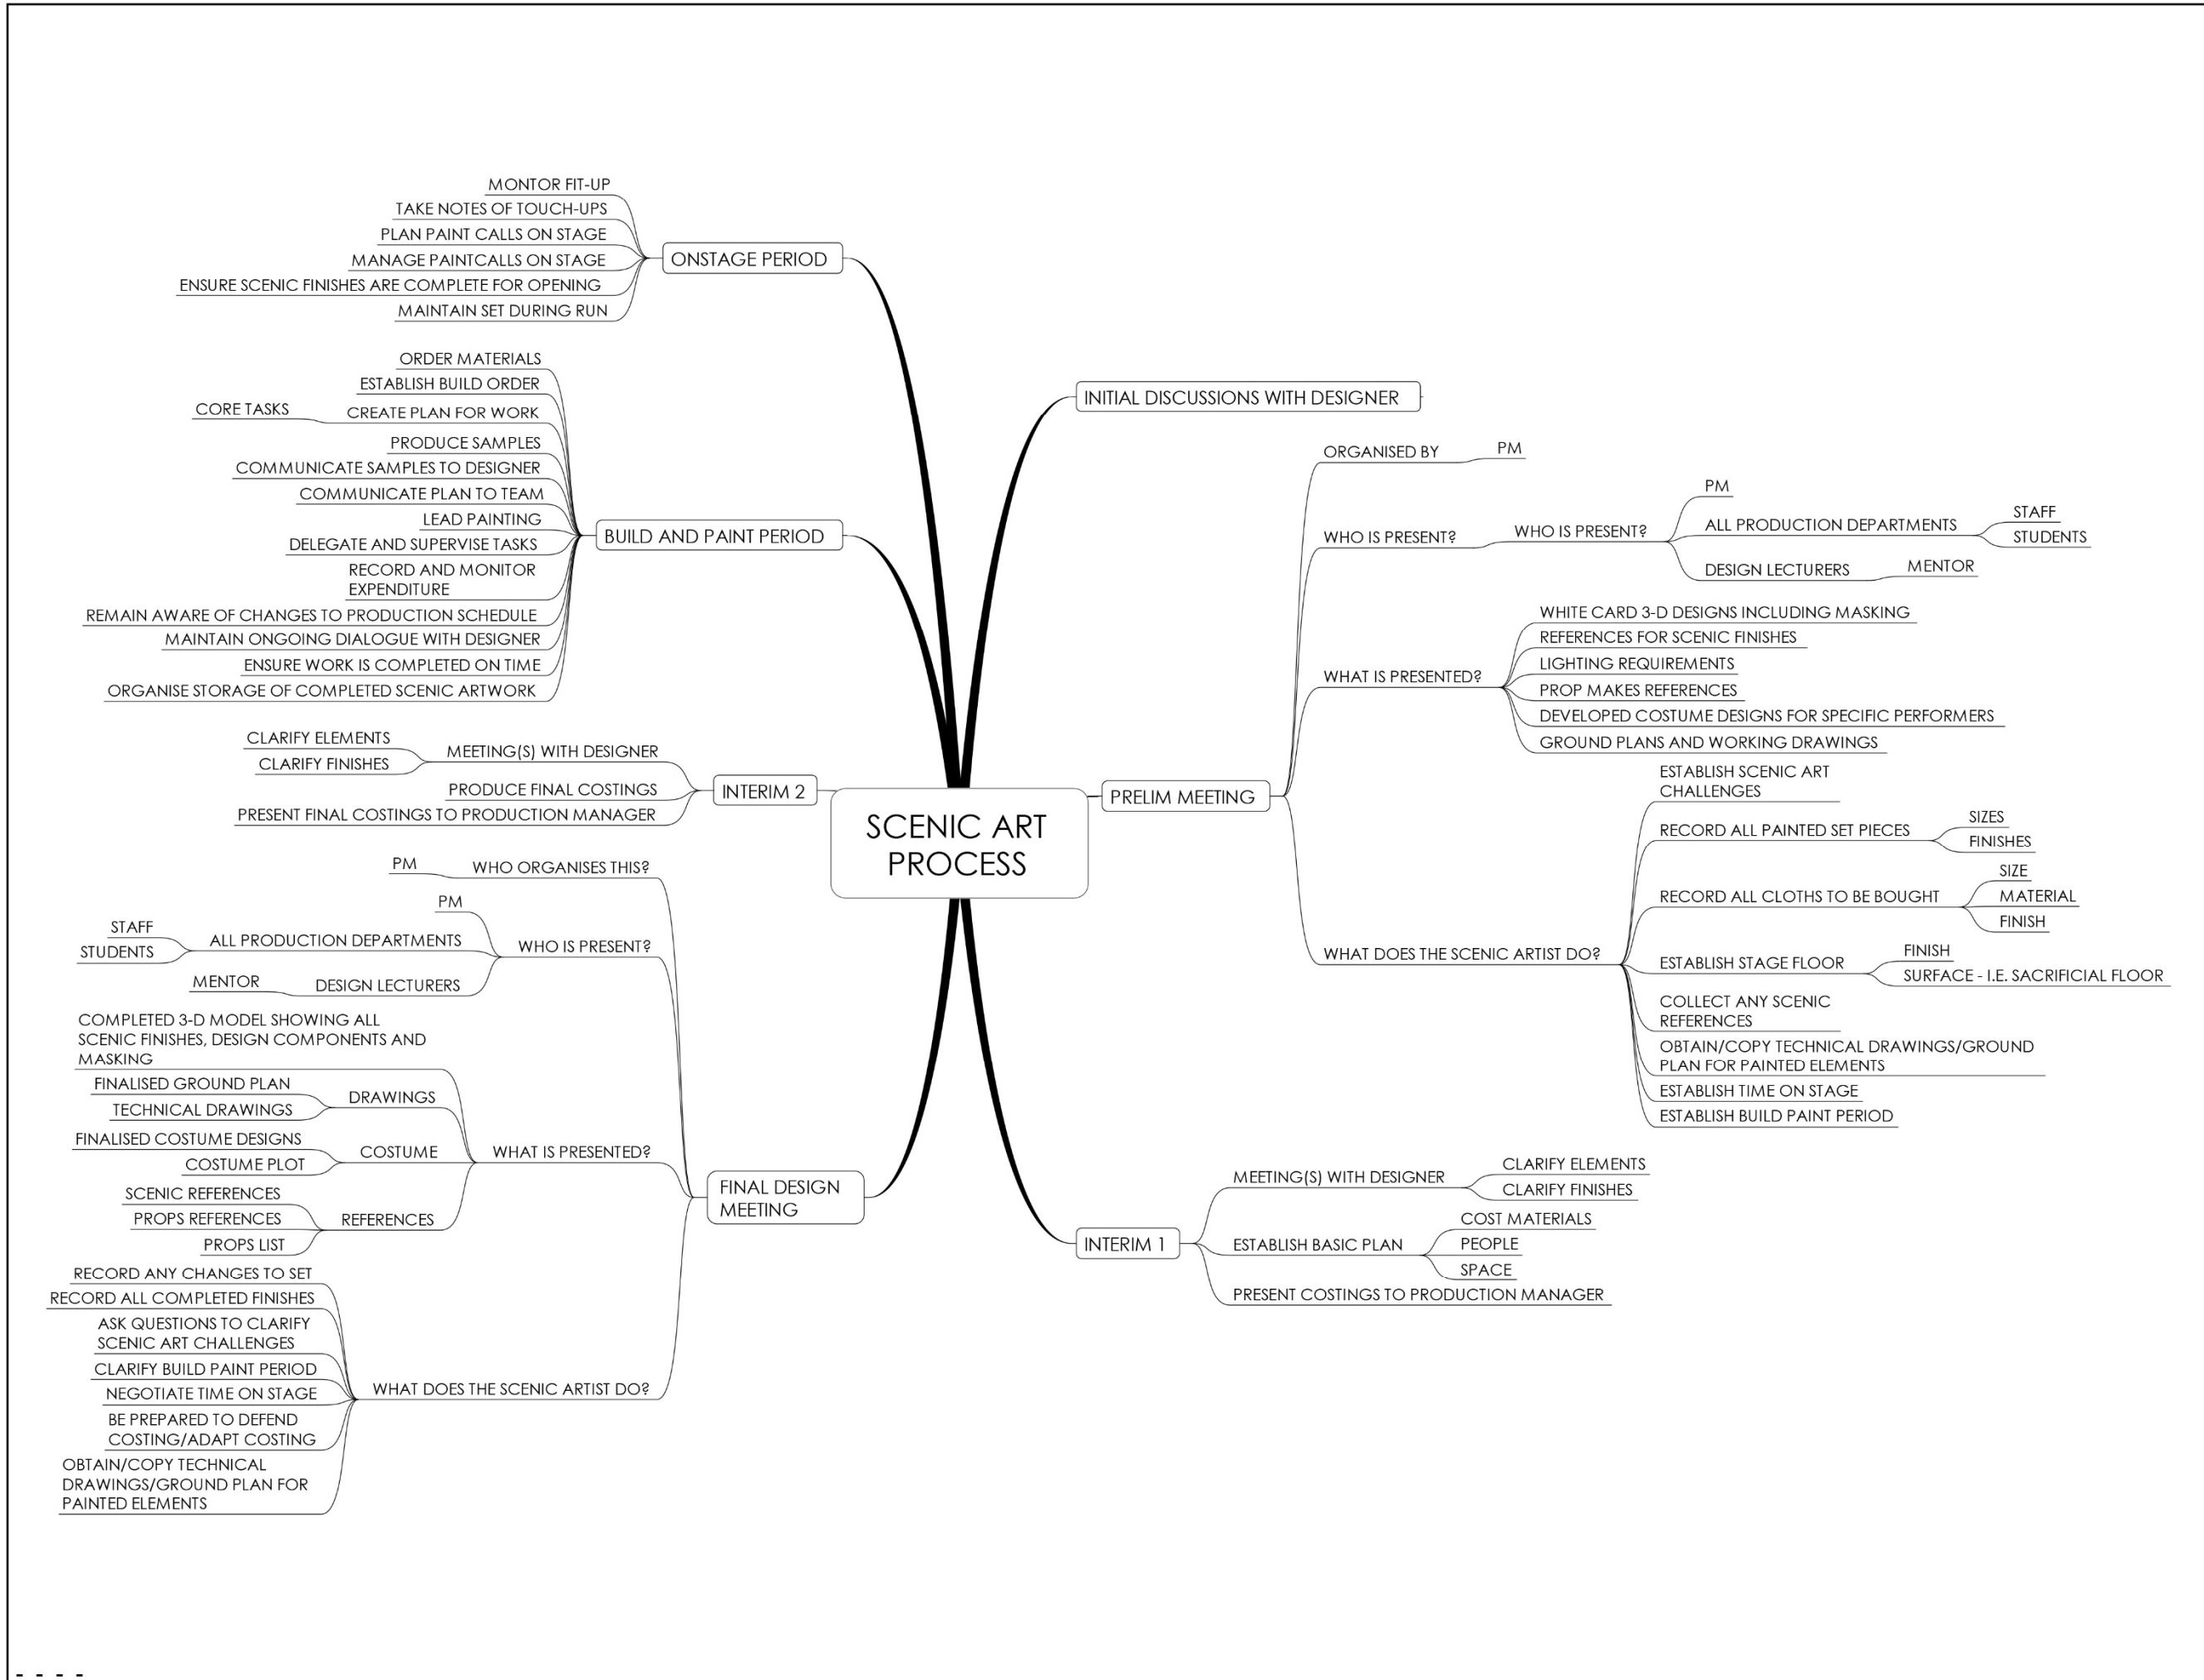 SCENIC ART
PROCESS
INITIAL DISCUSSIONS WITH DESIGNER
PRELIM MEETING
ORGANISED BY
PM
WHO IS PRESENT?
WHO IS PRESENT?
PM
ALL PRODUCTION DEPARTMENTS
STAFF
STUDENTS
DESIGN LECTURERS
MENTOR
WHAT IS PRESENTED?
WHITE CARD 3-D DESIGNS INCLUDING MASKING
REFERENCES FOR SCENIC FINISHES
LIGHTING REQUIREMENTS
PROP MAKES REFERENCES
DEVELOPED COSTUME DESIGNS FOR SPECIFIC PERFORMERS
GROUND PLANS AND WORKING DRAWINGS
WHAT DOES THE SCENIC ARTIST DO?
ESTABLISH SCENIC ART
CHALLENGES
RECORD ALL PAINTED SET PIECES
SIZES
FINISHES
RECORD ALL CLOTHS TO BE BOUGHT
SIZE
MATERIAL
FINISH
ESTABLISH STAGE FLOOR
FINISH
SURFACE - I.E. SACRIFICIAL FLOOR
COLLECT ANY SCENIC
REFERENCES
OBTAIN/COPY TECHNICAL DRAWINGS/GROUND
PLAN FOR PAINTED ELEMENTS
ESTABLISH TIME ON STAGE
ESTABLISH BUILD PAINT PERIOD
INTERIM 1
MEETING(S) WITH DESIGNER
CLARIFY ELEMENTS
CLARIFY FINISHES
ESTABLISH BASIC PLAN
COST MATERIALS
PEOPLE
SPACE
PRESENT COSTINGS TO PRODUCTION MANAGER
FINAL DESIGN
MEETING
WHO ORGANISES THIS?
PM
WHO IS PRESENT?
PM
ALL PRODUCTION DEPARTMENTS
STAFF
STUDENTS
DESIGN LECTURERS
MENTOR
WHAT IS PRESENTED?
COMPLETED 3-D MODEL SHOWING ALL
SCENIC FINISHES, DESIGN COMPONENTS AND
MASKING
DRAWINGS
FINALISED GROUND PLAN
TECHNICAL DRAWINGS
COSTUME
FINALISED COSTUME DESIGNS
COSTUME PLOT
REFERENCES
SCENIC REFERENCES
PROPS REFERENCES
PROPS LIST
WHAT DOES THE SCENIC ARTIST DO?
RECORD ANY CHANGES TO SET
RECORD ALL COMPLETED FINISHES
ASK QUESTIONS TO CLARIFY
SCENIC ART CHALLENGES
CLARIFY BUILD PAINT PERIOD
NEGOTIATE TIME ON STAGE
BE PREPARED TO DEFEND
COSTING/ADAPT COSTING
OBTAIN/COPY TECHNICAL
DRAWINGS/GROUND PLAN FOR
PAINTED ELEMENTS
INTERIM 2
MEETING(S) WITH DESIGNER
CLARIFY ELEMENTS
CLARIFY FINISHES
PRODUCE FINAL COSTINGS
PRESENT FINAL COSTINGS TO PRODUCTION MANAGER
BUILD AND PAINT PERIOD
ORDER MATERIALS
ESTABLISH BUILD ORDER
CREATE PLAN FOR WORK
CORE TASKS
PRODUCE SAMPLES
COMMUNICATE SAMPLES TO DESIGNER
COMMUNICATE PLAN TO TEAM
LEAD PAINTING
DELEGATE AND SUPERVISE TASKS
RECORD AND MONITOR
EXPENDITURE
REMAIN AWARE OF CHANGES TO PRODUCTION SCHEDULE
MAINTAIN ONGOING DIALOGUE WITH DESIGNER
ENSURE WORK IS COMPLETED ON TIME
ORGANISE STORAGE OF COMPLETED SCENIC ARTWORK
ONSTAGE PERIOD
MONTOR FIT-UP
TAKE NOTES OF TOUCH-UPS
PLAN PAINT CALLS ON STAGE
MANAGE PAINTCALLS ON STAGE
ENSURE SCENIC FINISHES ARE COMPLETE FOR OPENING
MAINTAIN SET DURING RUN
- - - -